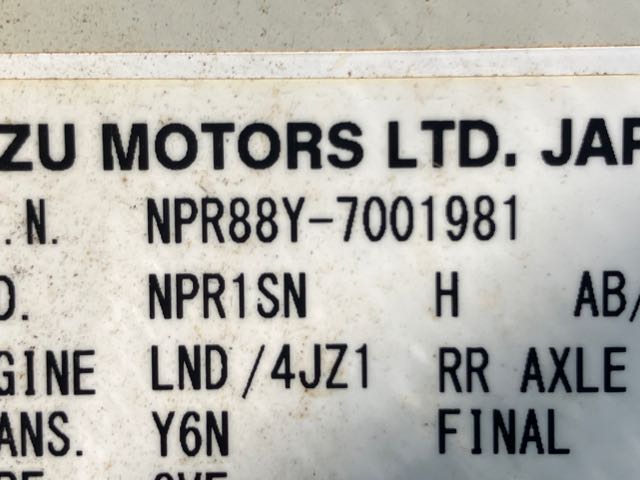 ZU MOTORS LTD. JAP
.N. NPR88Y-7001981
O. NPR1SN H AB/
GINE LND/4JZ1 RR AXLE
ANS. Y6N FINAL